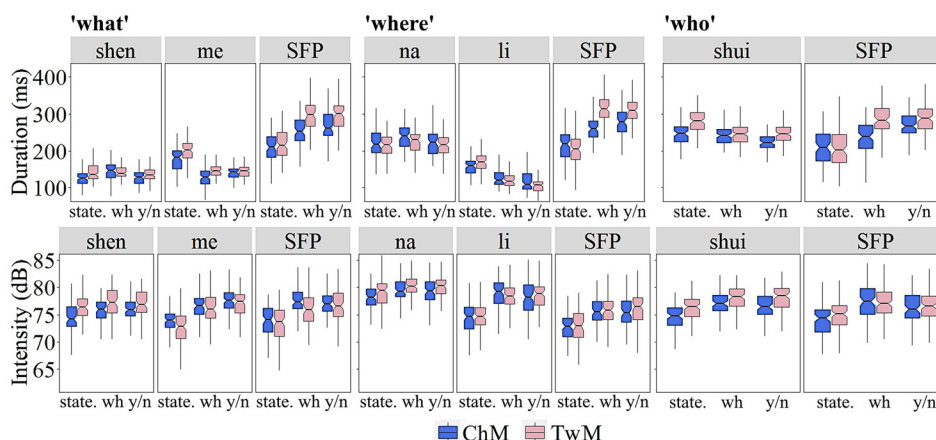 'what' 'where' 'who'
shen me SFP na li SFP shui SFP
Duration (ms)
400
300
200
100
state. wh y/n state. wh y/n state. wh y/n state. wh y/n state. wh y/n state. wh y/n state. wh y/n state. wh y/n
shen me SFP na li SFP shui SFP
Intensity (dB)
85
80
75
70
65
state. wh y/n state. wh y/n state. wh y/n state. wh y/n state. wh y/n state. wh y/n state. wh y/n state. wh y/n
ChM TwM